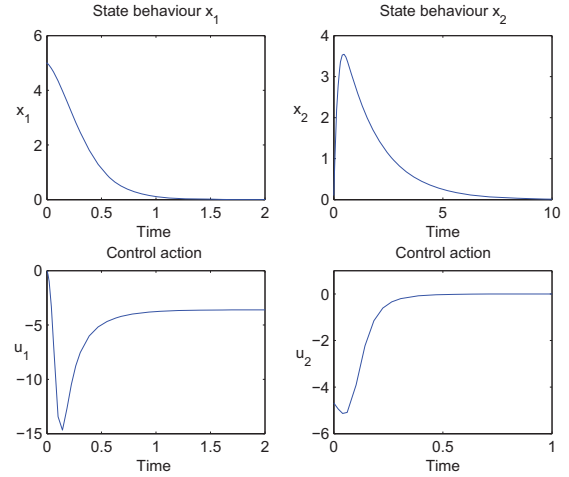 State behaviour x1
State behaviour x2
6
4
2
0
x1
0 0.5 1 1.5 2
Time
4
3
2
1
0
x2
0 5 10
Time
Control action
Control action
0
−5
−10
−15
u1
0 0.5 1 1.5 2
Time
0
−2
−4
−6
u2
0 0.5 1
Time